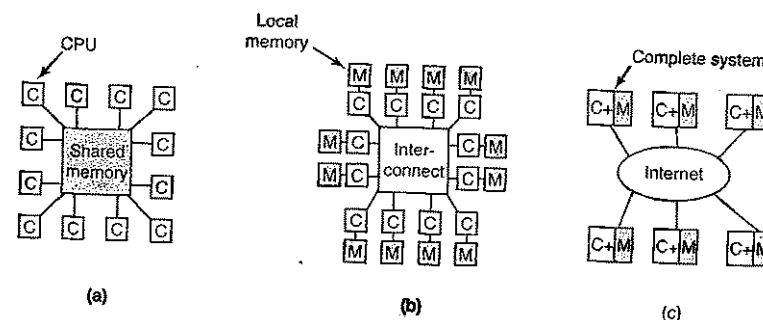 CPU
C C C C
C C
Shared
memory
C C
C C C C
(a)
Local
memory
M M M M
C C C C
M C C M
Inter-
connect
M C C M
C C C C
M M M M
(b)
Complete system
C+ M C+ M C+ M
Internet
C+ M C+ M C+ M
(c)